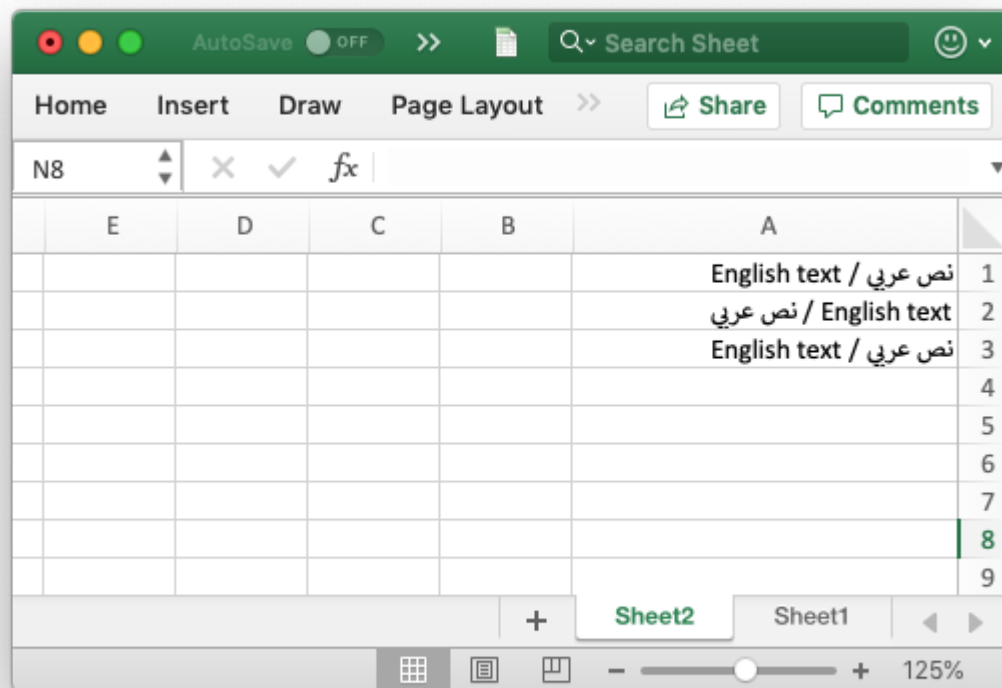 AutoSave OFF Search Sheet
Home Insert Draw Page Layout Share Comments
N8 fx
E D C B A
نص عربي / English text 1
نص عربي / English text 2
نص عربي / English text 3
4
5
6
7
8
9
+ Sheet2 Sheet1
− + 125%